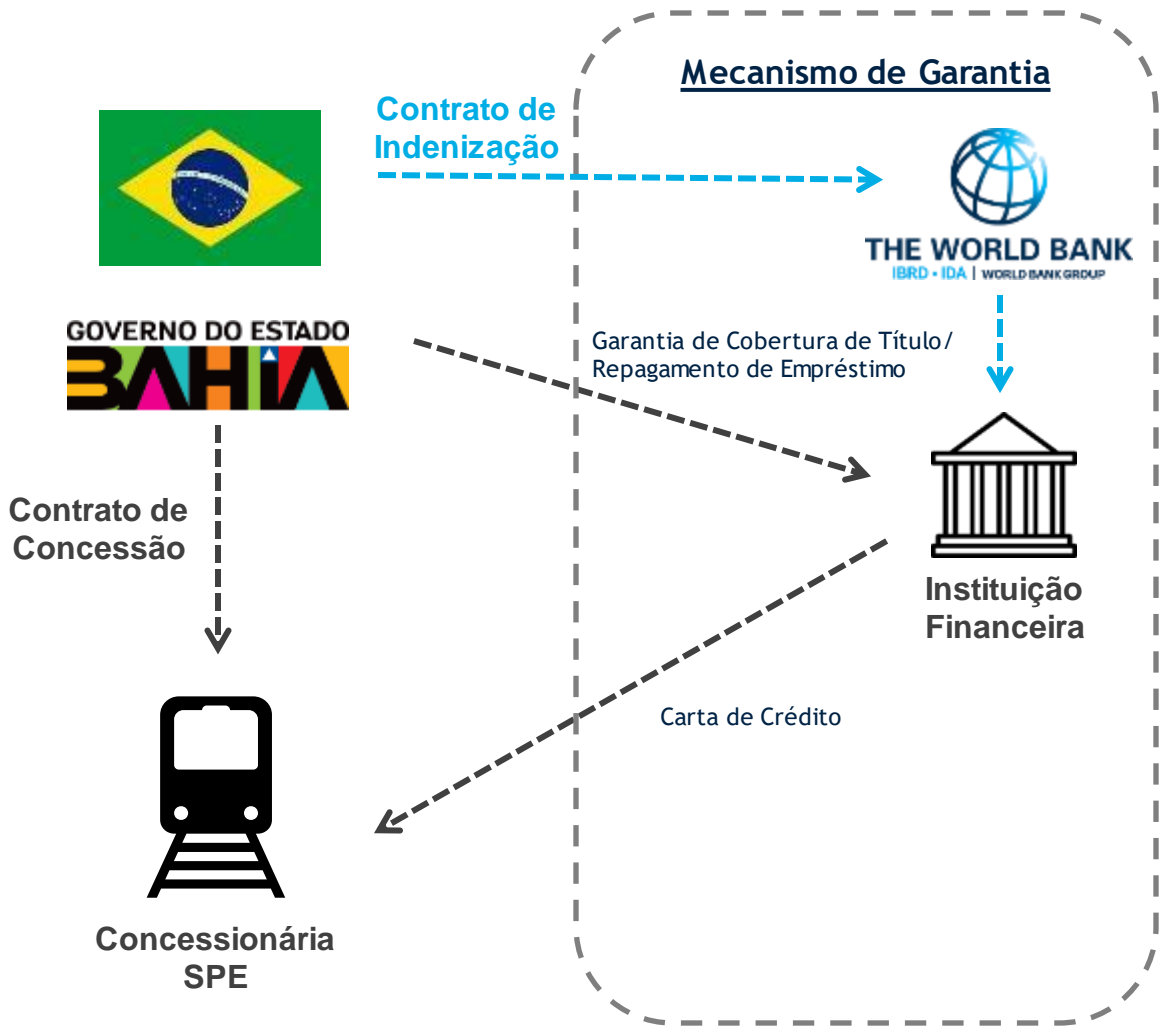 Mecanismo de Garantia
Contrato de
Indenização
THE WORLD BANK
IBRD • IDA | WORLD BANK GROUP
GOVERNO DO ESTADO
BAHIA
Garantia de Cobertura de Título/
Repagamento de Empréstimo
Contrato de
Concessão
Instituição
Financeira
Carta de Crédito
Concessionária
SPE